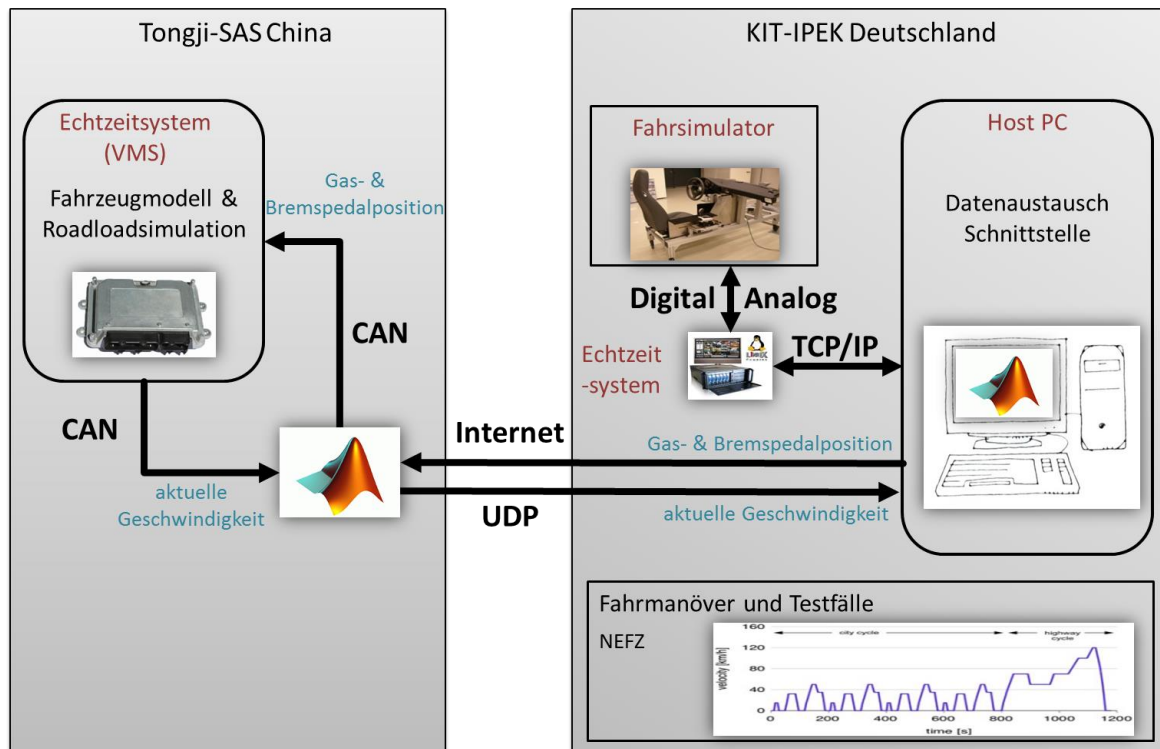 Tongji-SAS China
Echtzeitsystem
(VMS)
Fahrzeugmodell &
Roadloadsimulation
Gas- &
Bremspedalposition
CAN
CAN
aktuelle
Geschwindigkeit
Internet
UDP
KIT-IPEK Deutschland
Fahrsimulator
Digital Analog
Echtzeit
-system
TCP/IP
Host PC
Datenaustausch
Schnittstelle
Gas- & Bremspedalposition
aktuelle Geschwindigkeit
Fahrmanöver und Testfälle
NEFZ
velocity [km/h]
160
120
80
40
0
city cycle
highway
cycle
0 200 400 600 800 1000 1200
time [s]